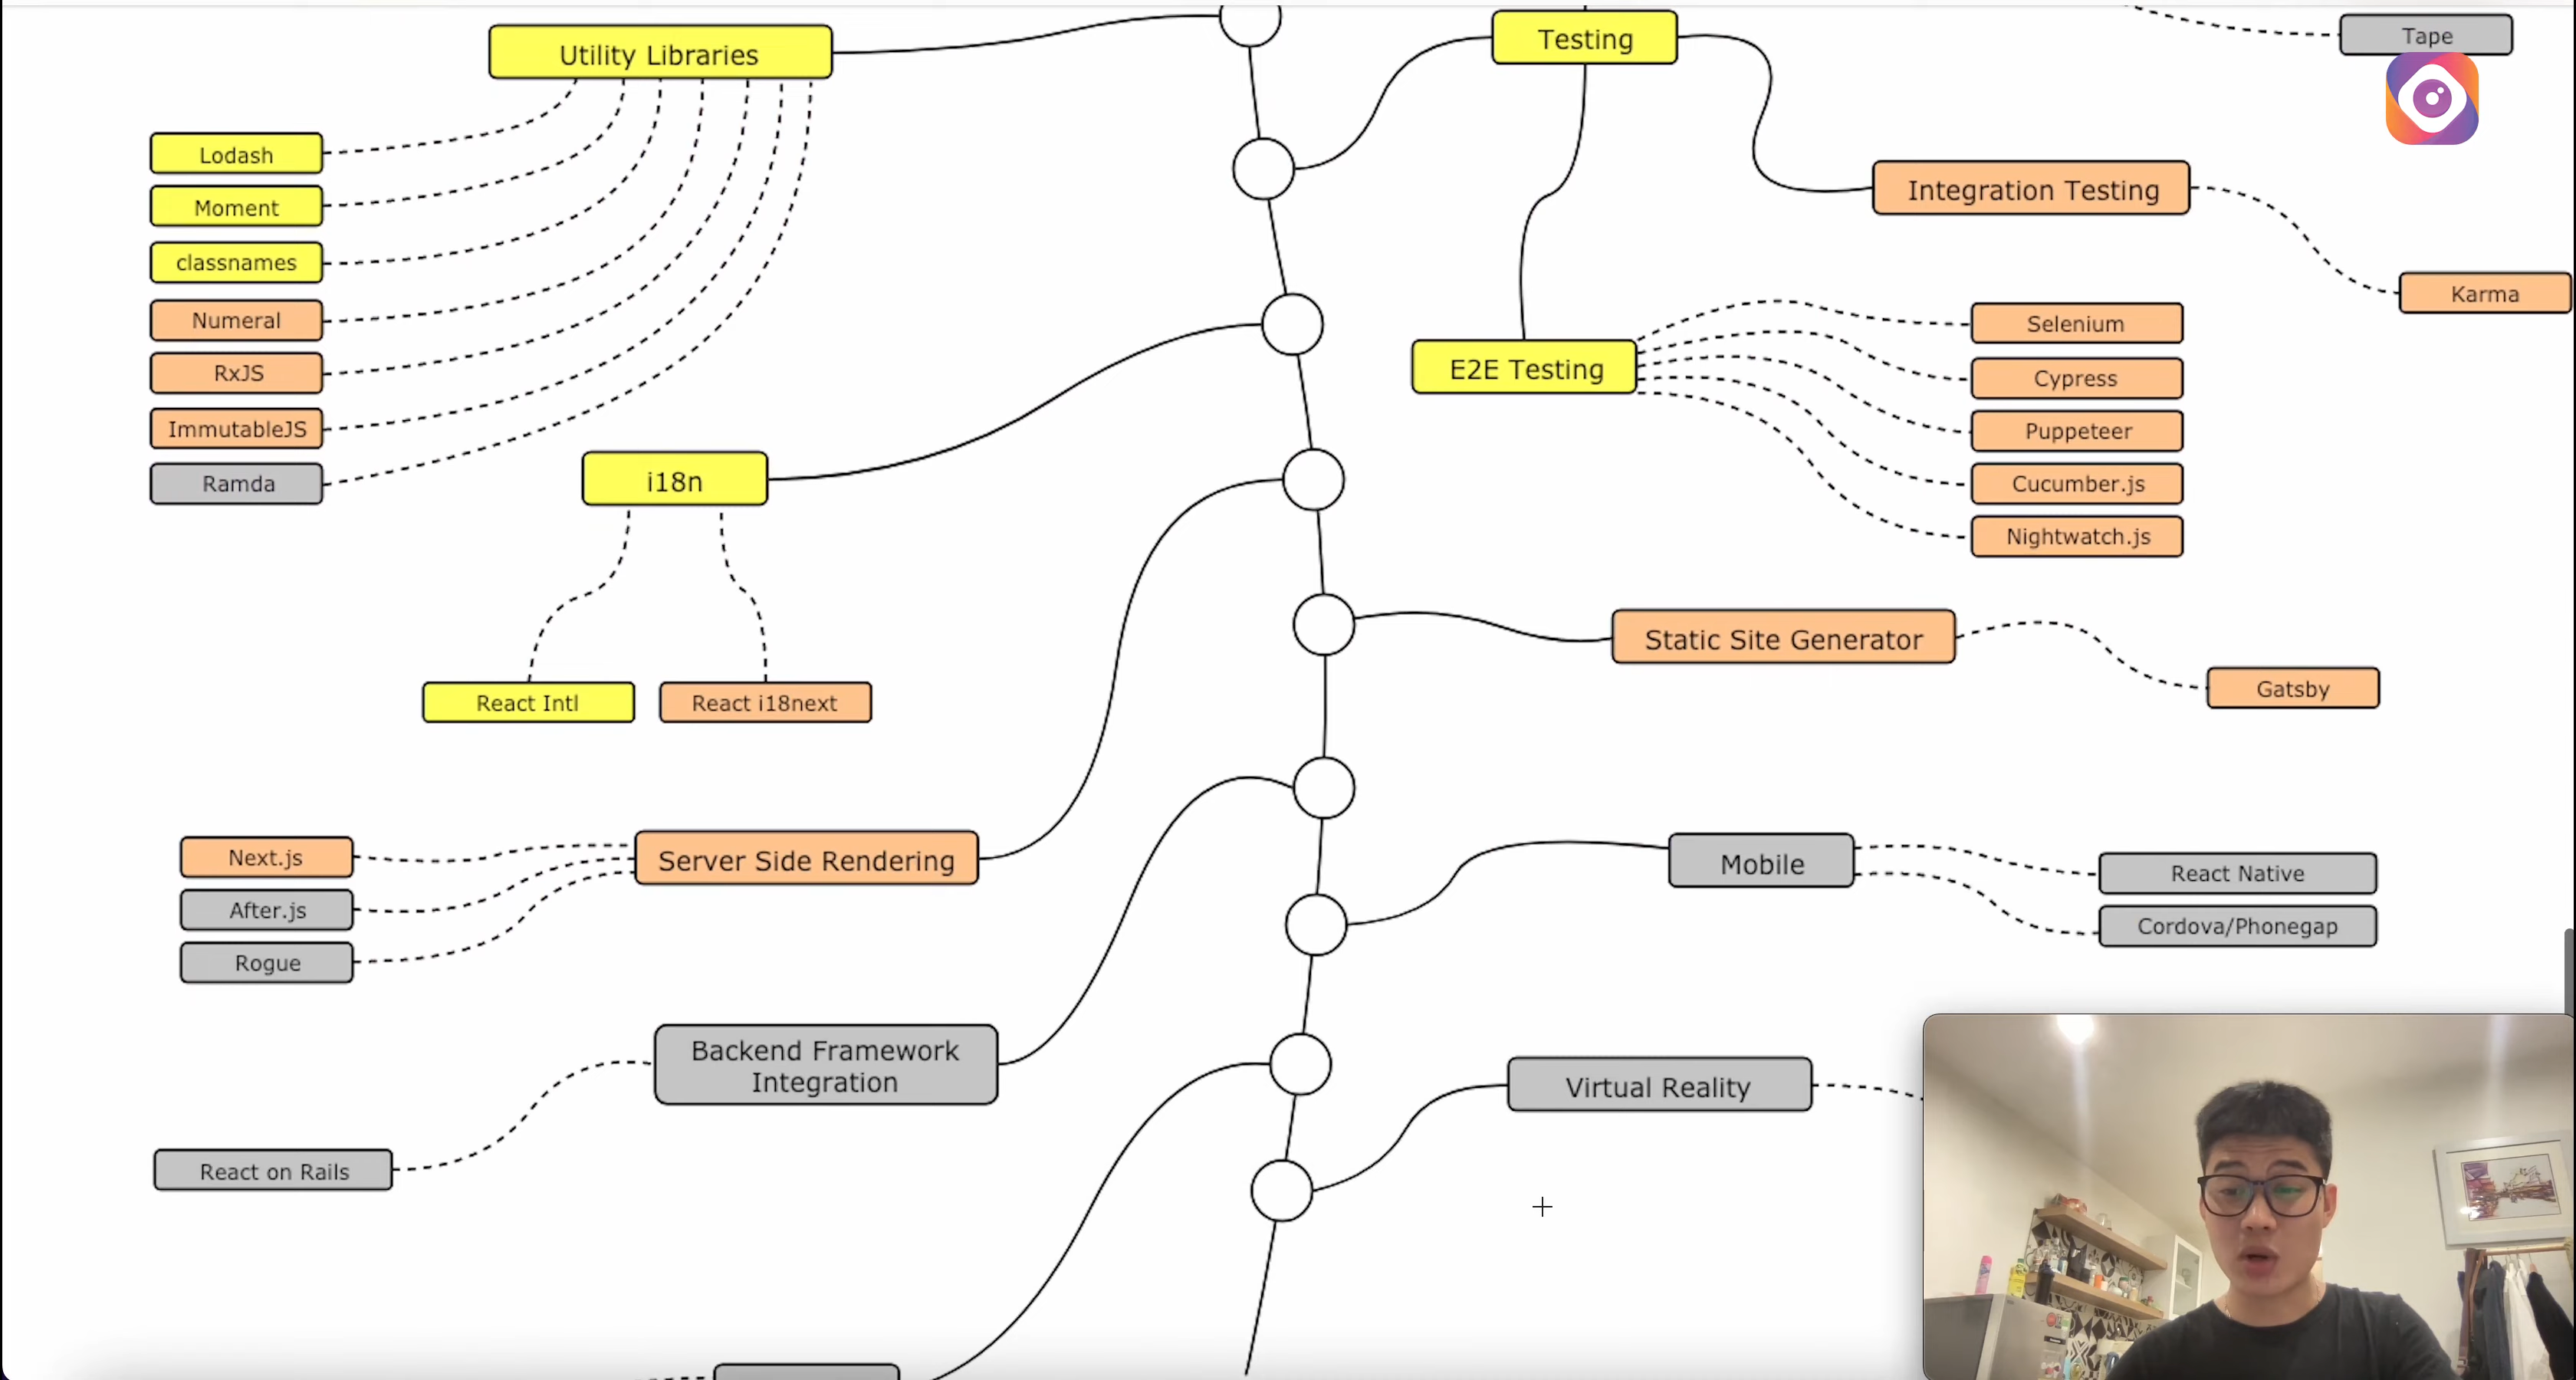 Utility Libraries
Testing
Tape
Lodash
Moment
classnames
Numeral
RxJS
ImmutableJS
Ramda
Integration Testing
Karma
E2E Testing
Selenium
Cypress
Puppeteer
Cucumber.js
Nightwatch.js
i18n
React Intl
React i18next
Static Site Generator
Gatsby
Next.js
After.js
Rogue
Server Side Rendering
Mobile
React Native
Cordova/Phonegap
Backend Framework
Integration
React on Rails
Virtual Reality